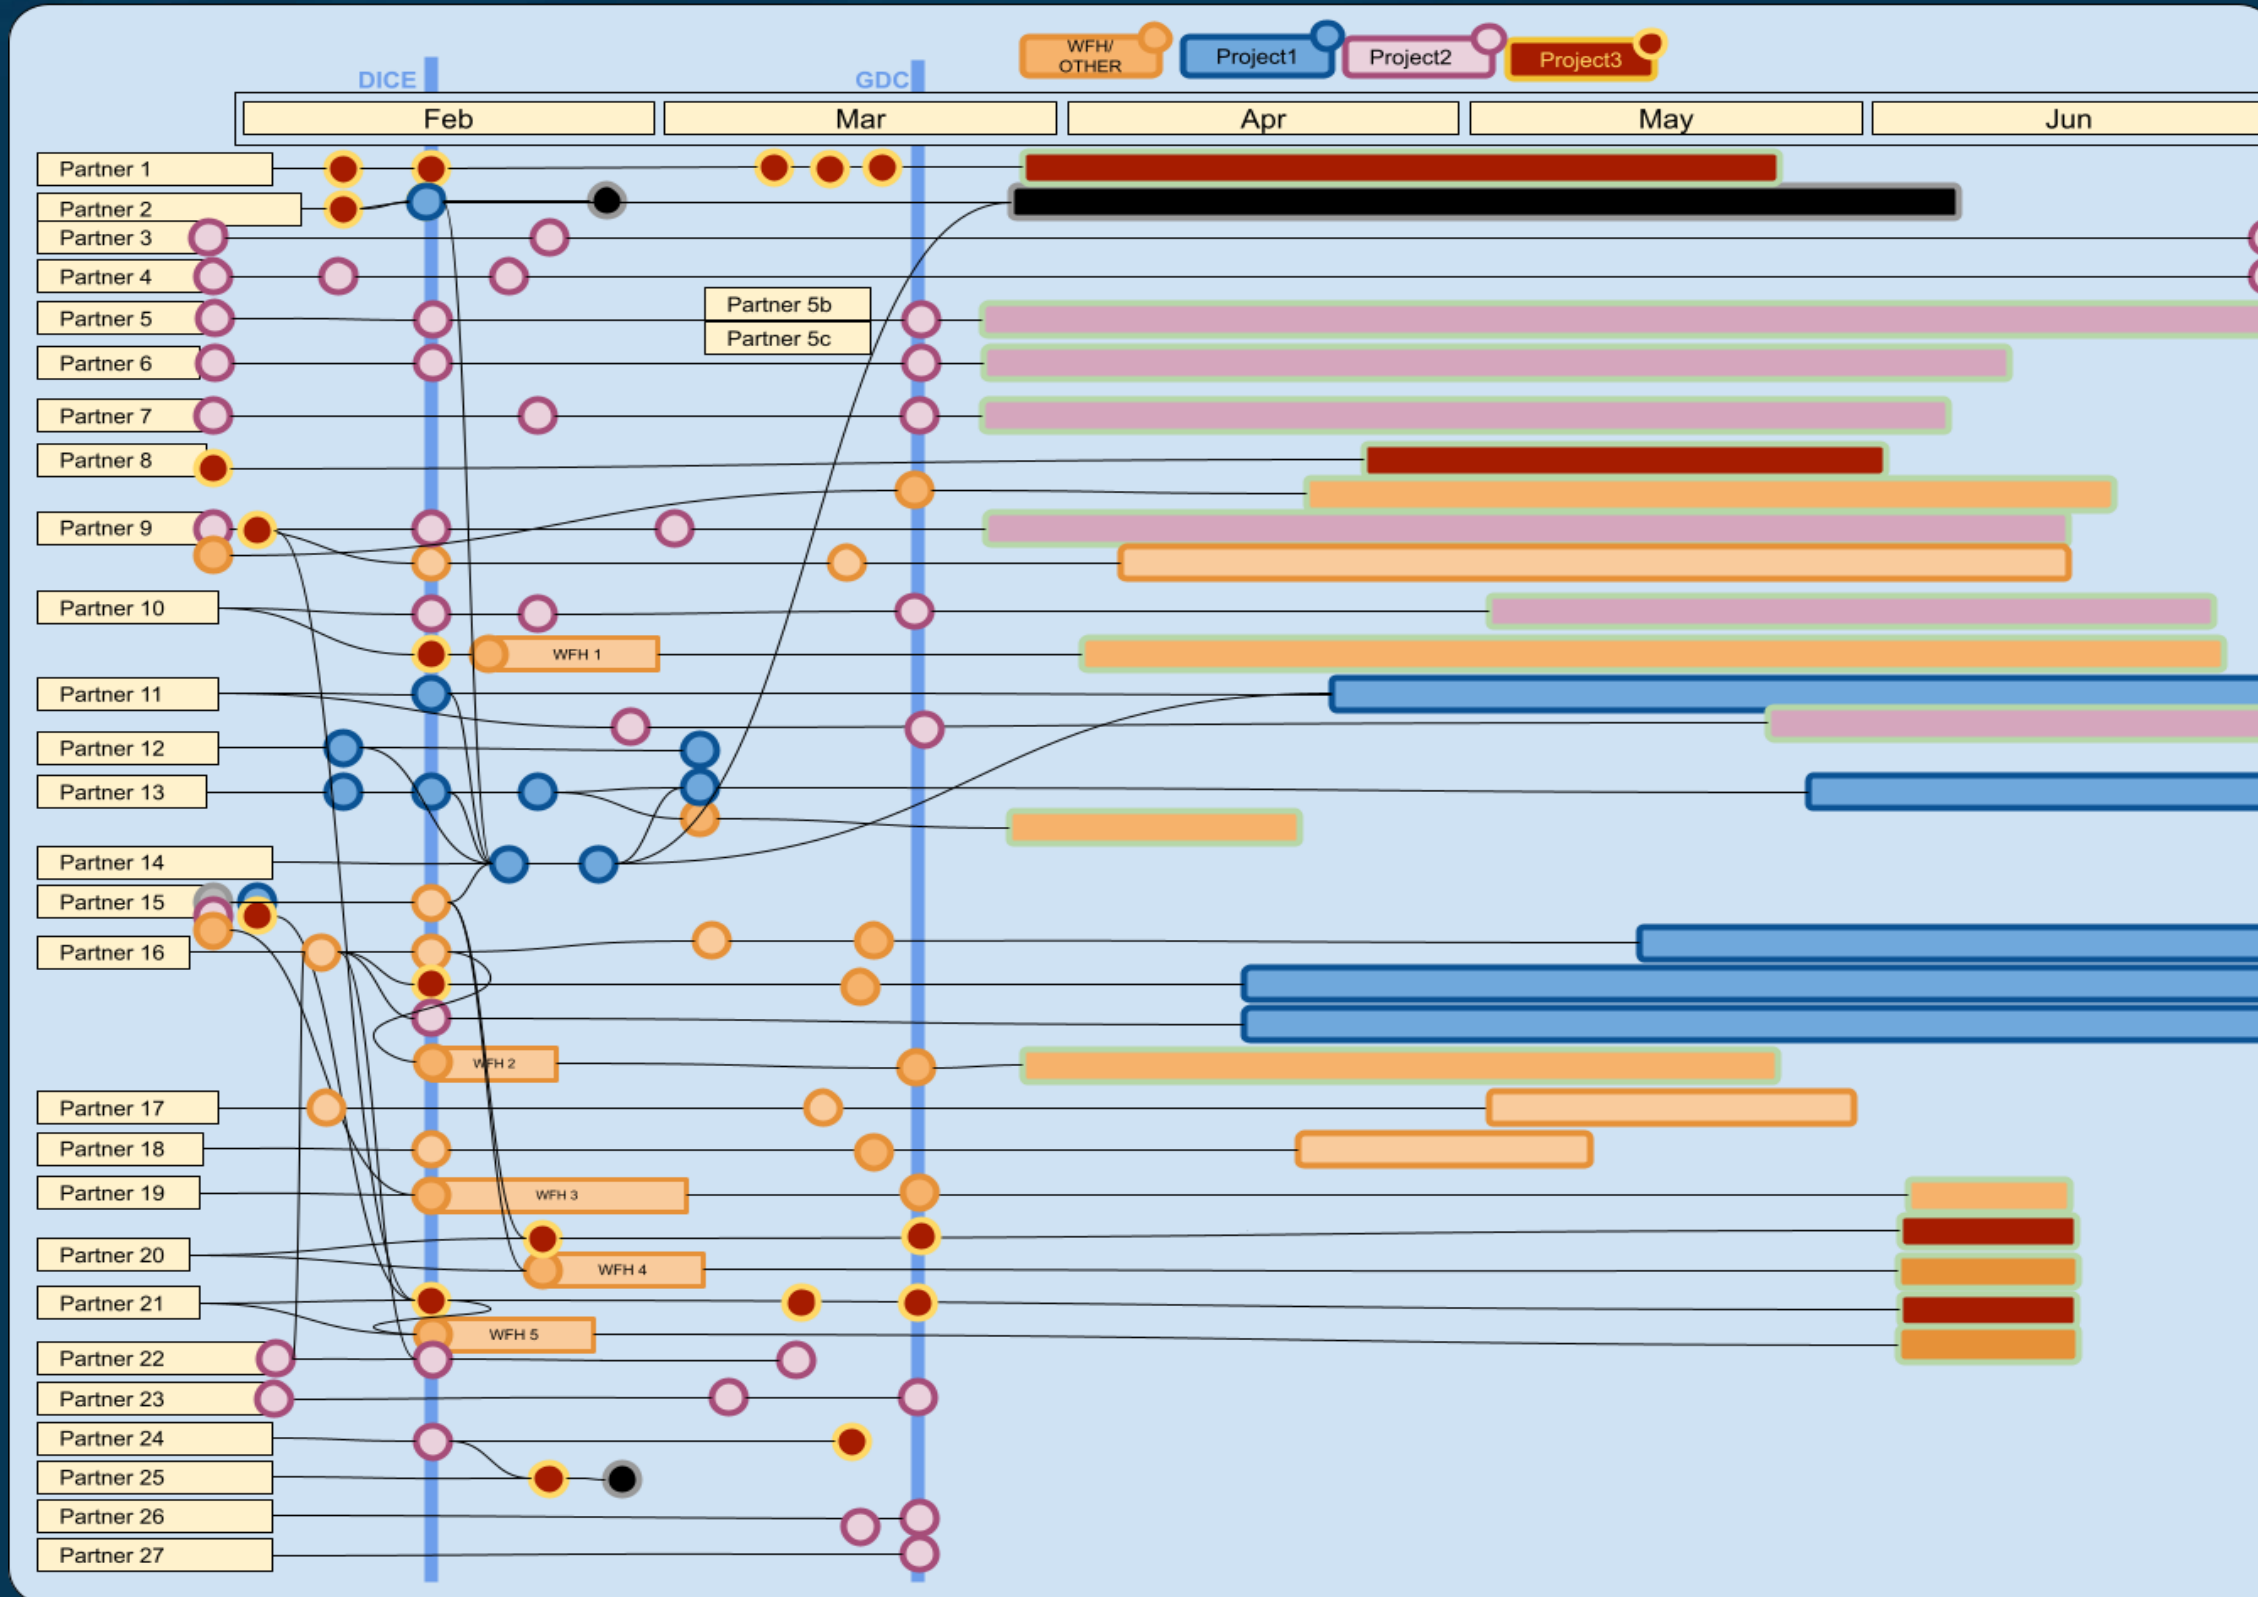 WFH/
OTHER
Project1
Project2
Project3
DICE
GDC
Feb
Mar
Apr
May
Jun
Partner 1
Partner 2
Partner 3
Partner 4
Partner 5b
Partner 5
Partner 5c
Partner 6
Partner 7
Partner 8
Partner 9
Partner 10
WFH 1
Partner 11
Partner 12
Partner 13
Partner 14
Partner 15
Partner 16
WFH 2
Partner 17
Partner 18
Partner 19
WFH 3
Partner 20
WFH 4
Partner 21
WFH 5
Partner 22
Partner 23
Partner 24
Partner 25
Partner 26
Partner 27